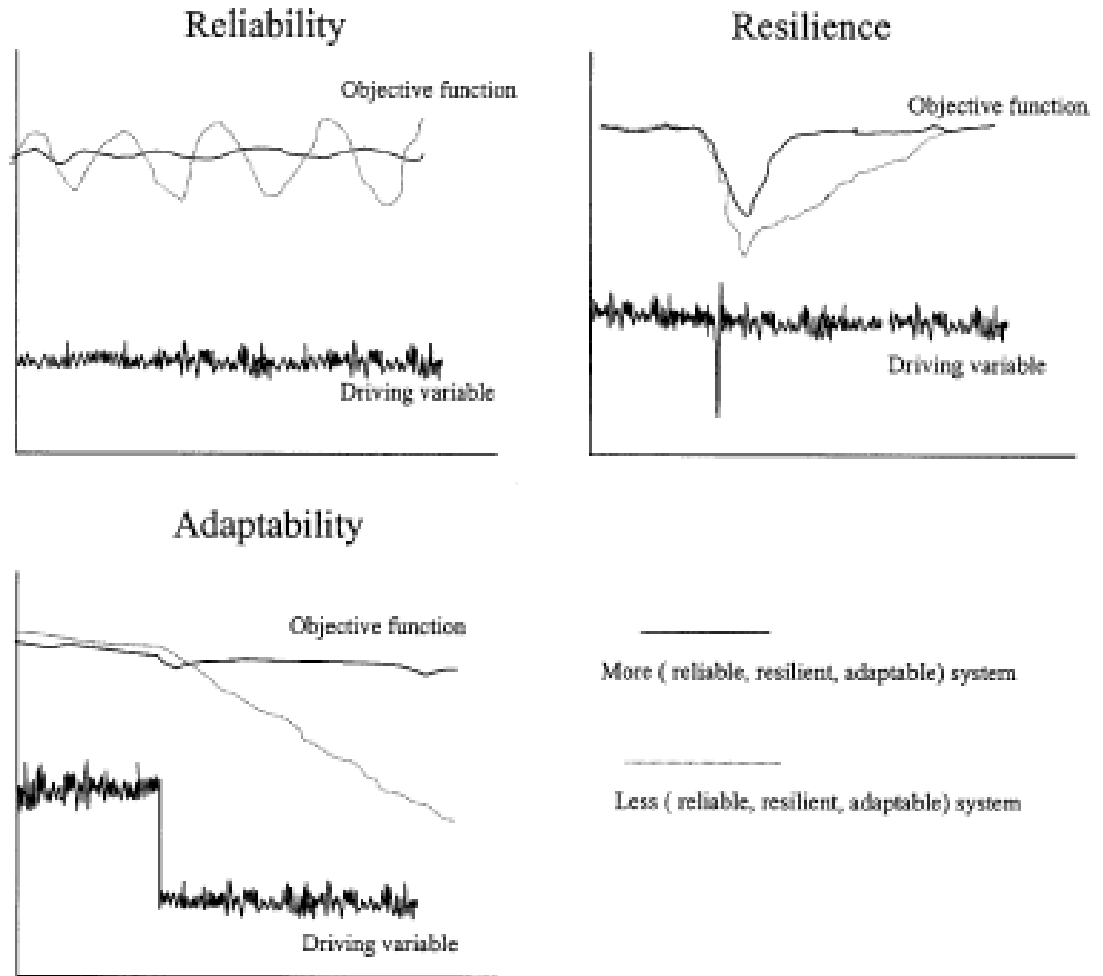 Reliability
Objective function
Driving variable
Resilience
Objective function
Driving variable
Adaptability
Objective function
Driving variable
More ( reliable, resilient, adaptable) system
Less ( reliable, resilient, adaptable) system